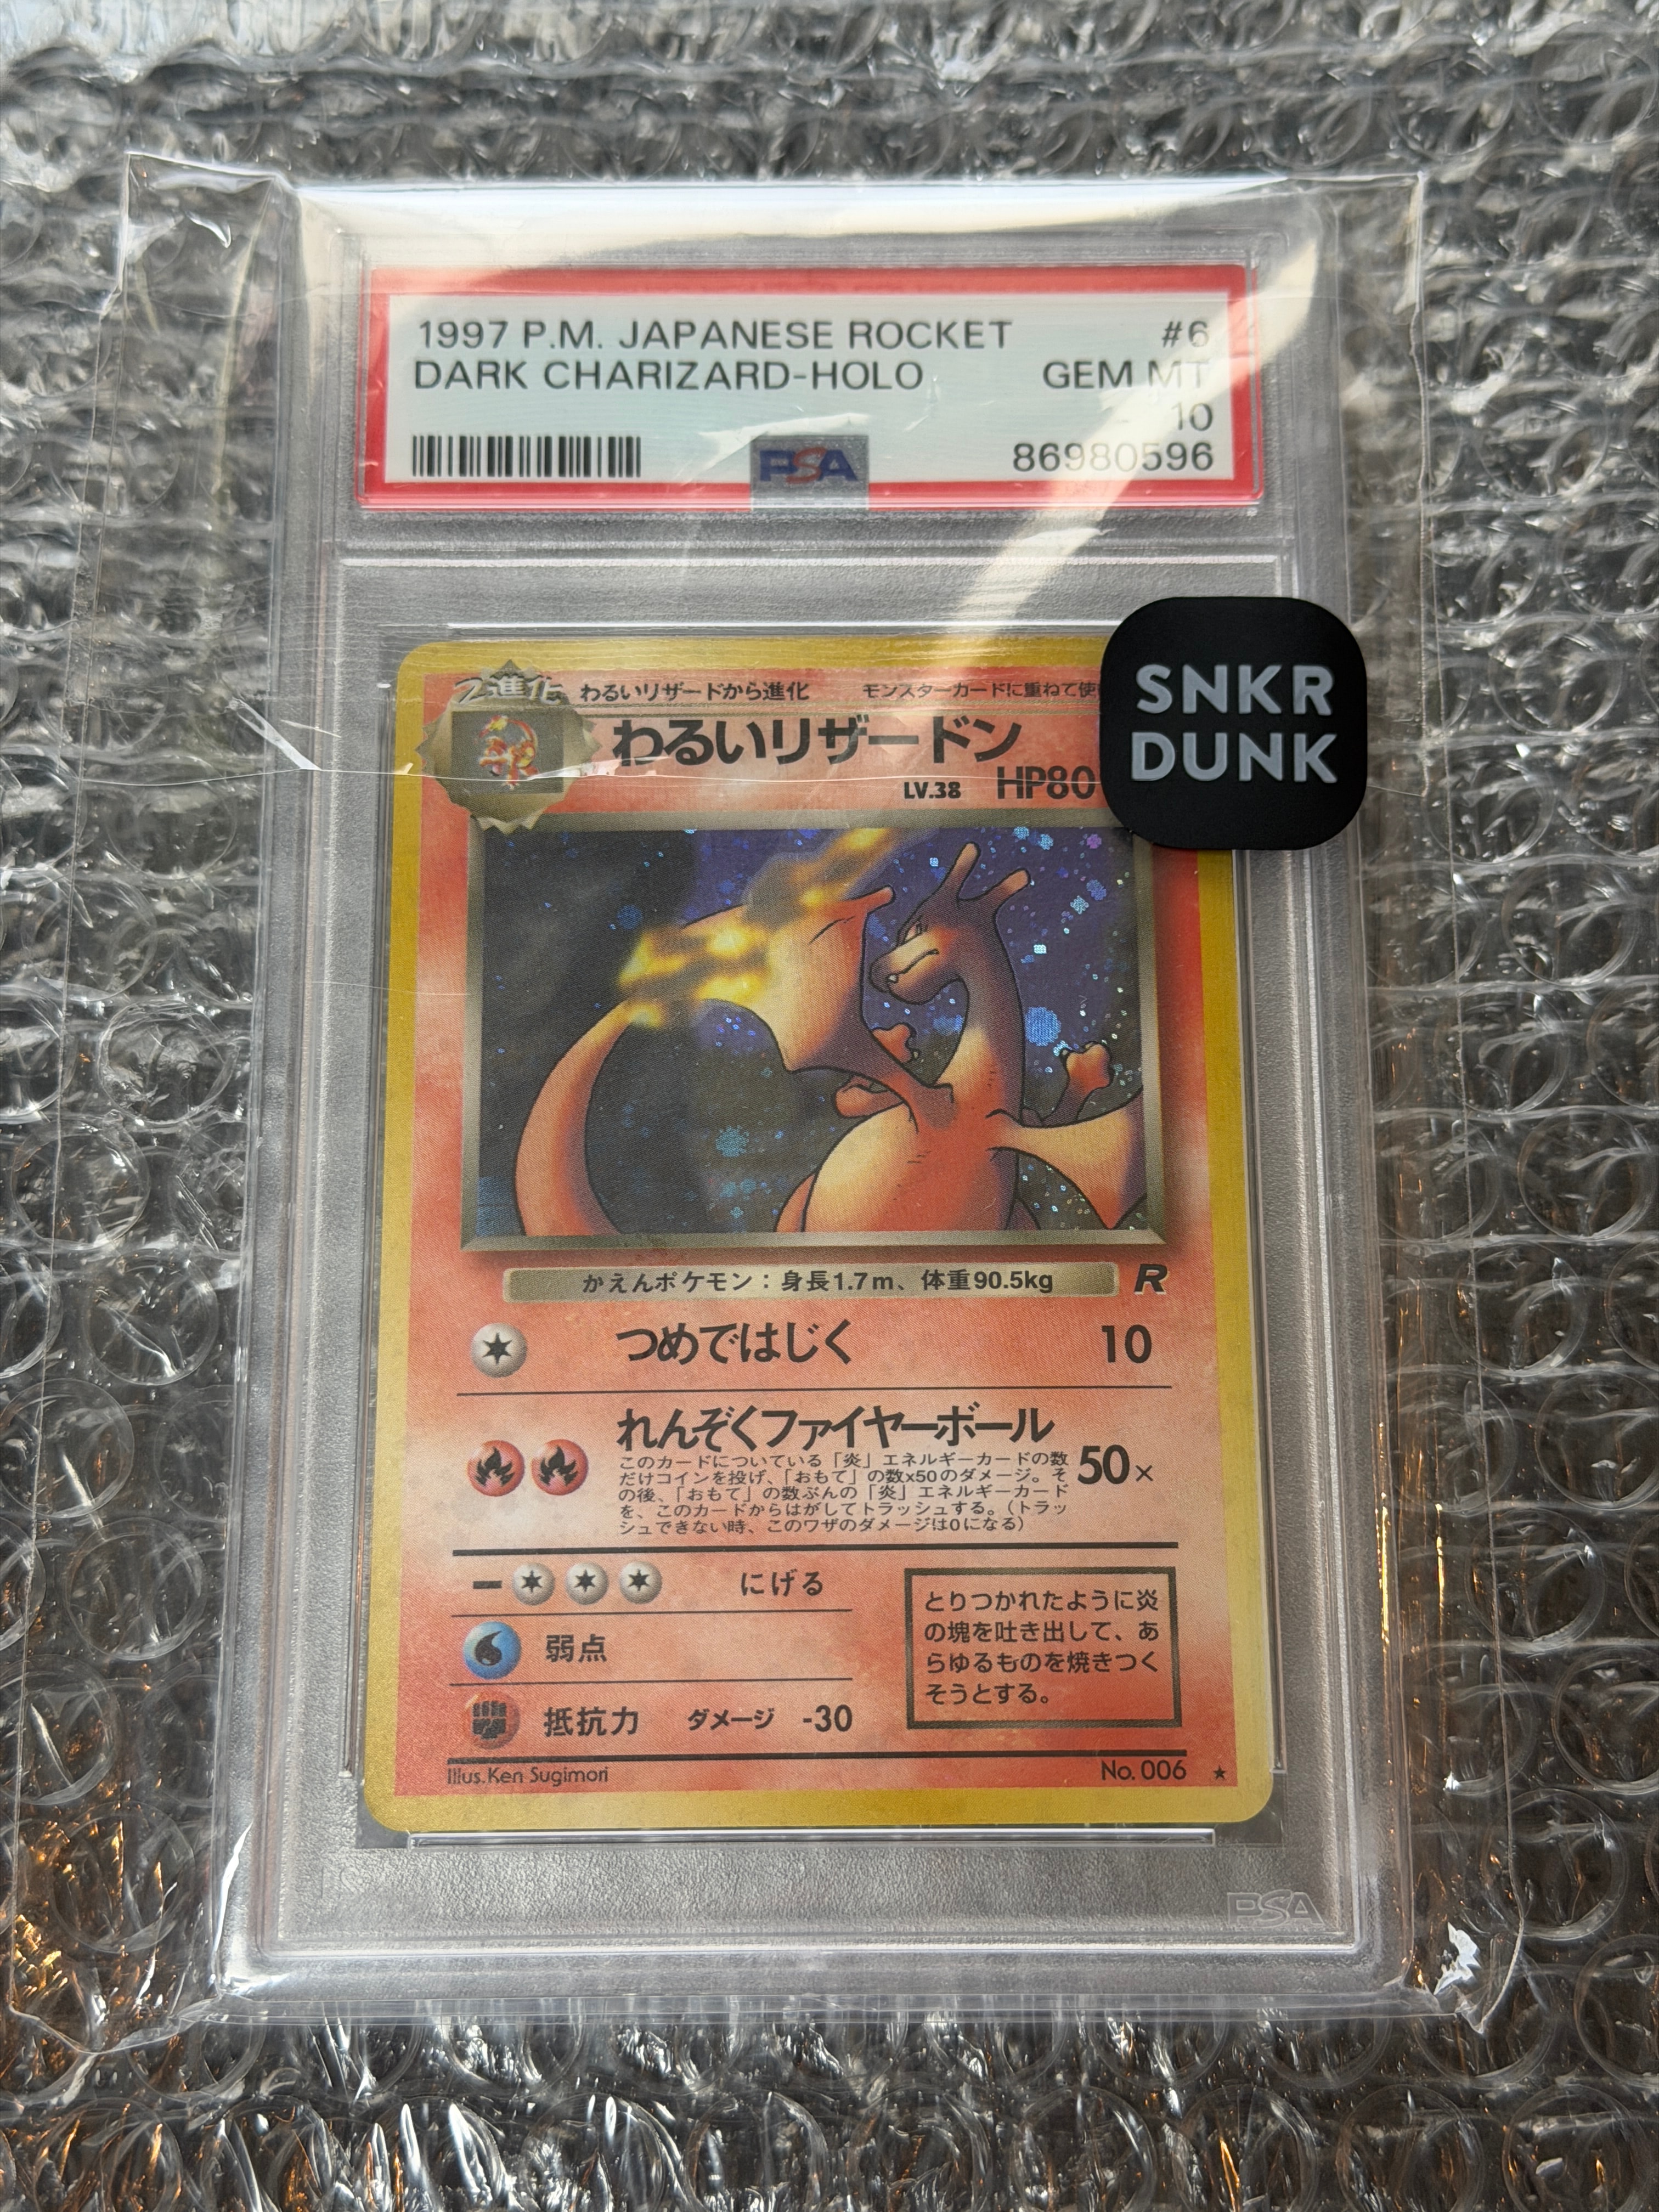 1997 P.M. JAPANESE ROCKET #6
DARK CHARIZARD-HOLO GEM MT
10
PSA 86980596
SNKR
DUNK
2進化 わるいリザードから進化 モンスターカードに重ねて使
わるいリザードン
LV.38 HP80
かえんポケモン：身長1.7m、体重90.5kg R
つめではじく 10
れんぞくファイヤーボール
このカードについている「炎」エネルギーカードの数
だけコインを投げ、「おもて」の数x50のダメージ。そ
の後、「おもて」の数ぶんの「炎」エネルギーカード
を、このカードからはがしてトラッシュする。（トラッ
シュできない時、このワザのダメージは0になる）
50×
にげる
弱点
抵抗力 ダメージ -30
とりつかれたように炎
の塊を吐き出して、あ
らゆるものを焼きつく
そうとする。
Illus.Ken Sugimori No. 006 ★
PSA